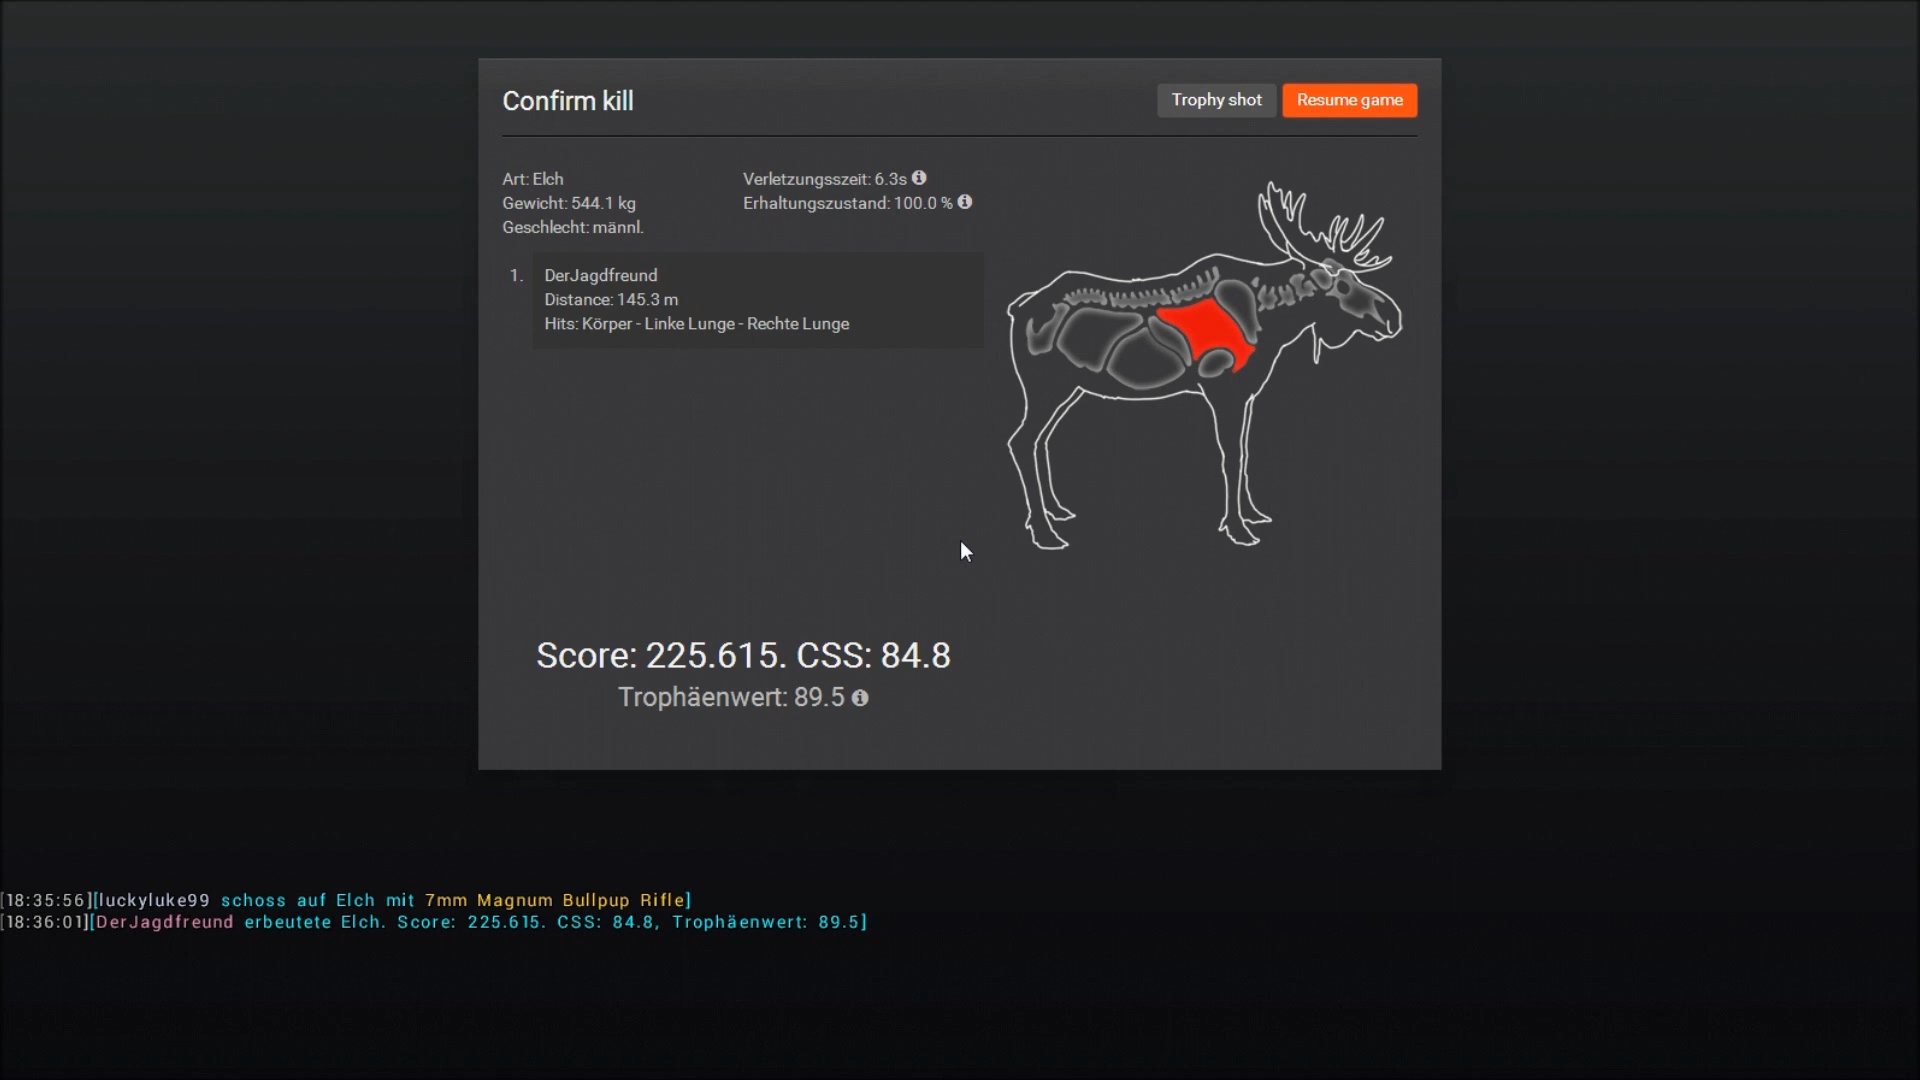 Confirm kill
Trophy shot
Resume game
Art: Elch
Gewicht: 544.1 kg
Geschlecht: männl.
Verletzungsszeit: 6.3s
Erhaltungszustand: 100.0 %
1.
DerJagdfreund
Distance: 145.3 m
Hits: Körper - Linke Lunge - Rechte Lunge
Score: 225.615. CSS: 84.8
Trophäenwert: 89.5
[18:35:56][luckyluke99 schoss auf Elch mit 7mm Magnum Bullpup Rifle]
[18:36:01][DerJagdfreund erbeutete Elch. Score: 225.615. CSS: 84.8, Trophäenwert: 89.5]